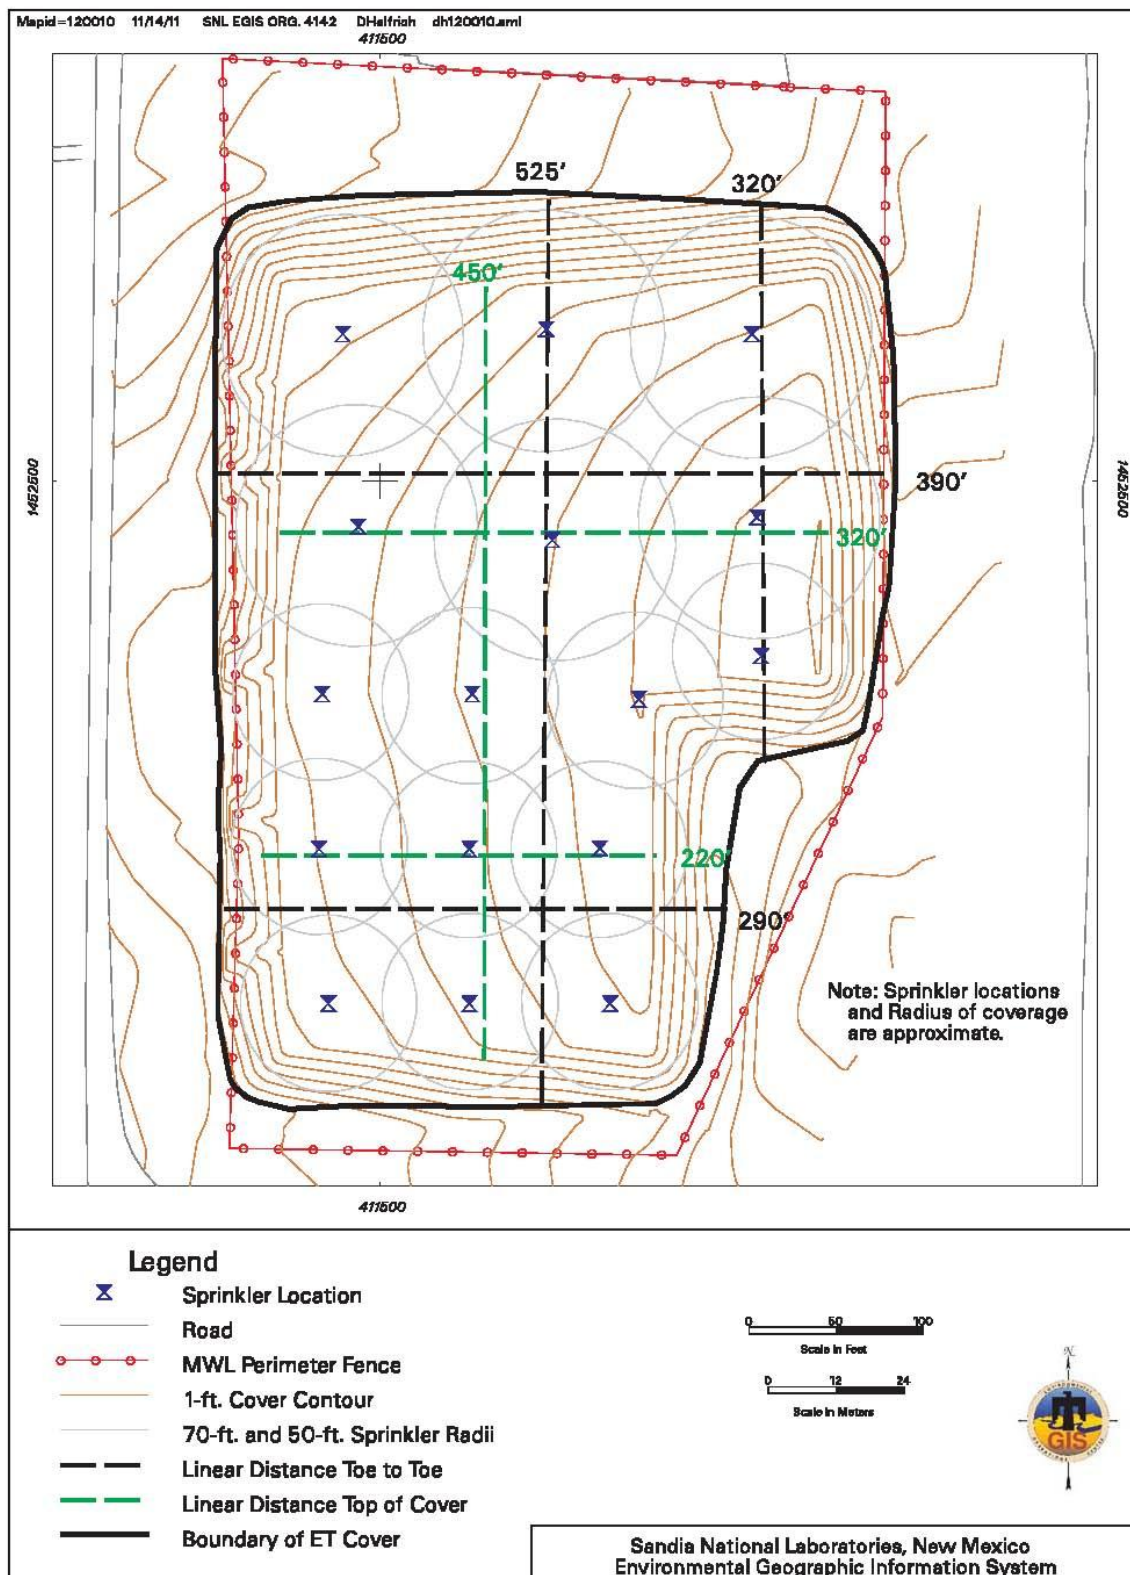 Mapid=120010 11/14/11 SNL EGIS ORG. 4142 DHelfrich dh120010.aml
411500
525'
320'
450'
1452500
1452500
390'
320'
220'
290'
Note: Sprinkler locations
and Radius of coverage
are approximate.
411500
Legend
Sprinkler Location
Road
MWL Perimeter Fence
1-ft. Cover Contour
70-ft. and 50-ft. Sprinkler Radii
Linear Distance Toe to Toe
Linear Distance Top of Cover
Boundary of ET Cover
0 50 100
Scale in Feet
0 12 24
Scale in Meters
N
GIS
Sandia National Laboratories, New Mexico
Environmental Geographic Information System